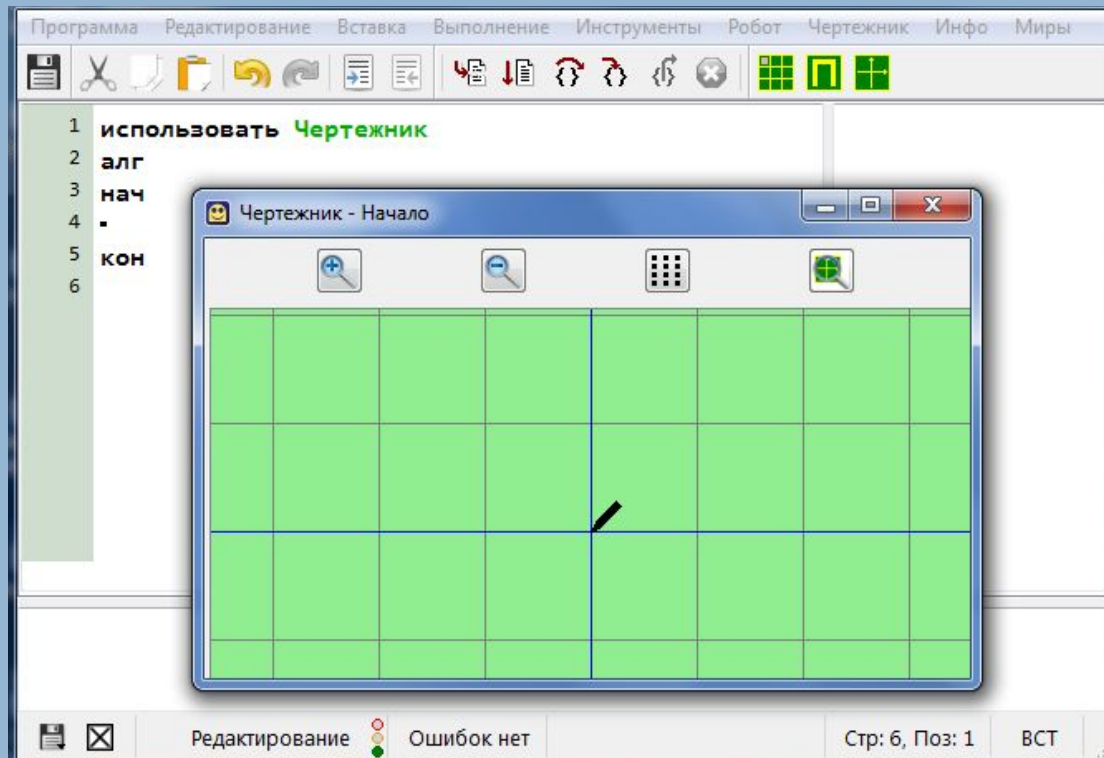 Программа Редактирование Вставка Выполнение Инструменты Робот Чертежник Инфо Миры
1 использовать Чертежник
2 алг
3 нач
4 .
5 кон
6
Чертежник - Начало
Редактирование Ошибок нет Стр: 6, Поз: 1 ВСТ